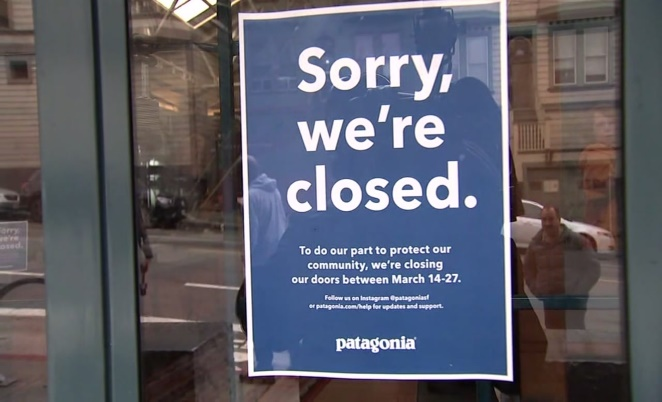 Sorry,
we're
closed.
To do our part to protect our
community, we're closing
our doors between March 14-27.
Follow us on Instagram @patagoniasf
or patagonia.com/help for updates and support.
patagonia
Sorry,
we're
closed.